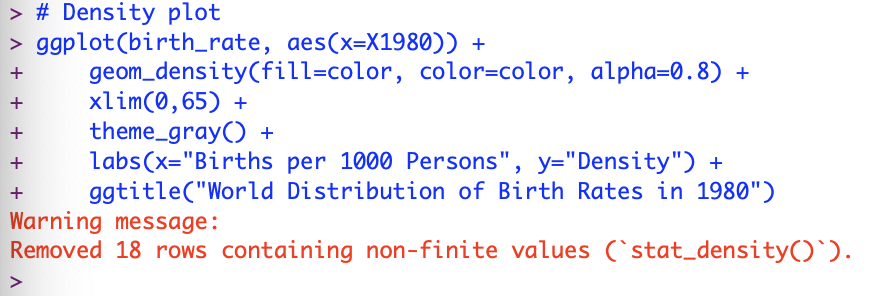 > # Density plot
> ggplot(birth_rate, aes(x=X1980)) +
+     geom_density(fill=color, color=color, alpha=0.8) +
+     xlim(0,65) +
+     theme_gray() +
+     labs(x="Births per 1000 Persons", y="Density") +
+     ggtitle("World Distribution of Birth Rates in 1980")
Warning message:
Removed 18 rows containing non-finite values (`stat_density()`).
>